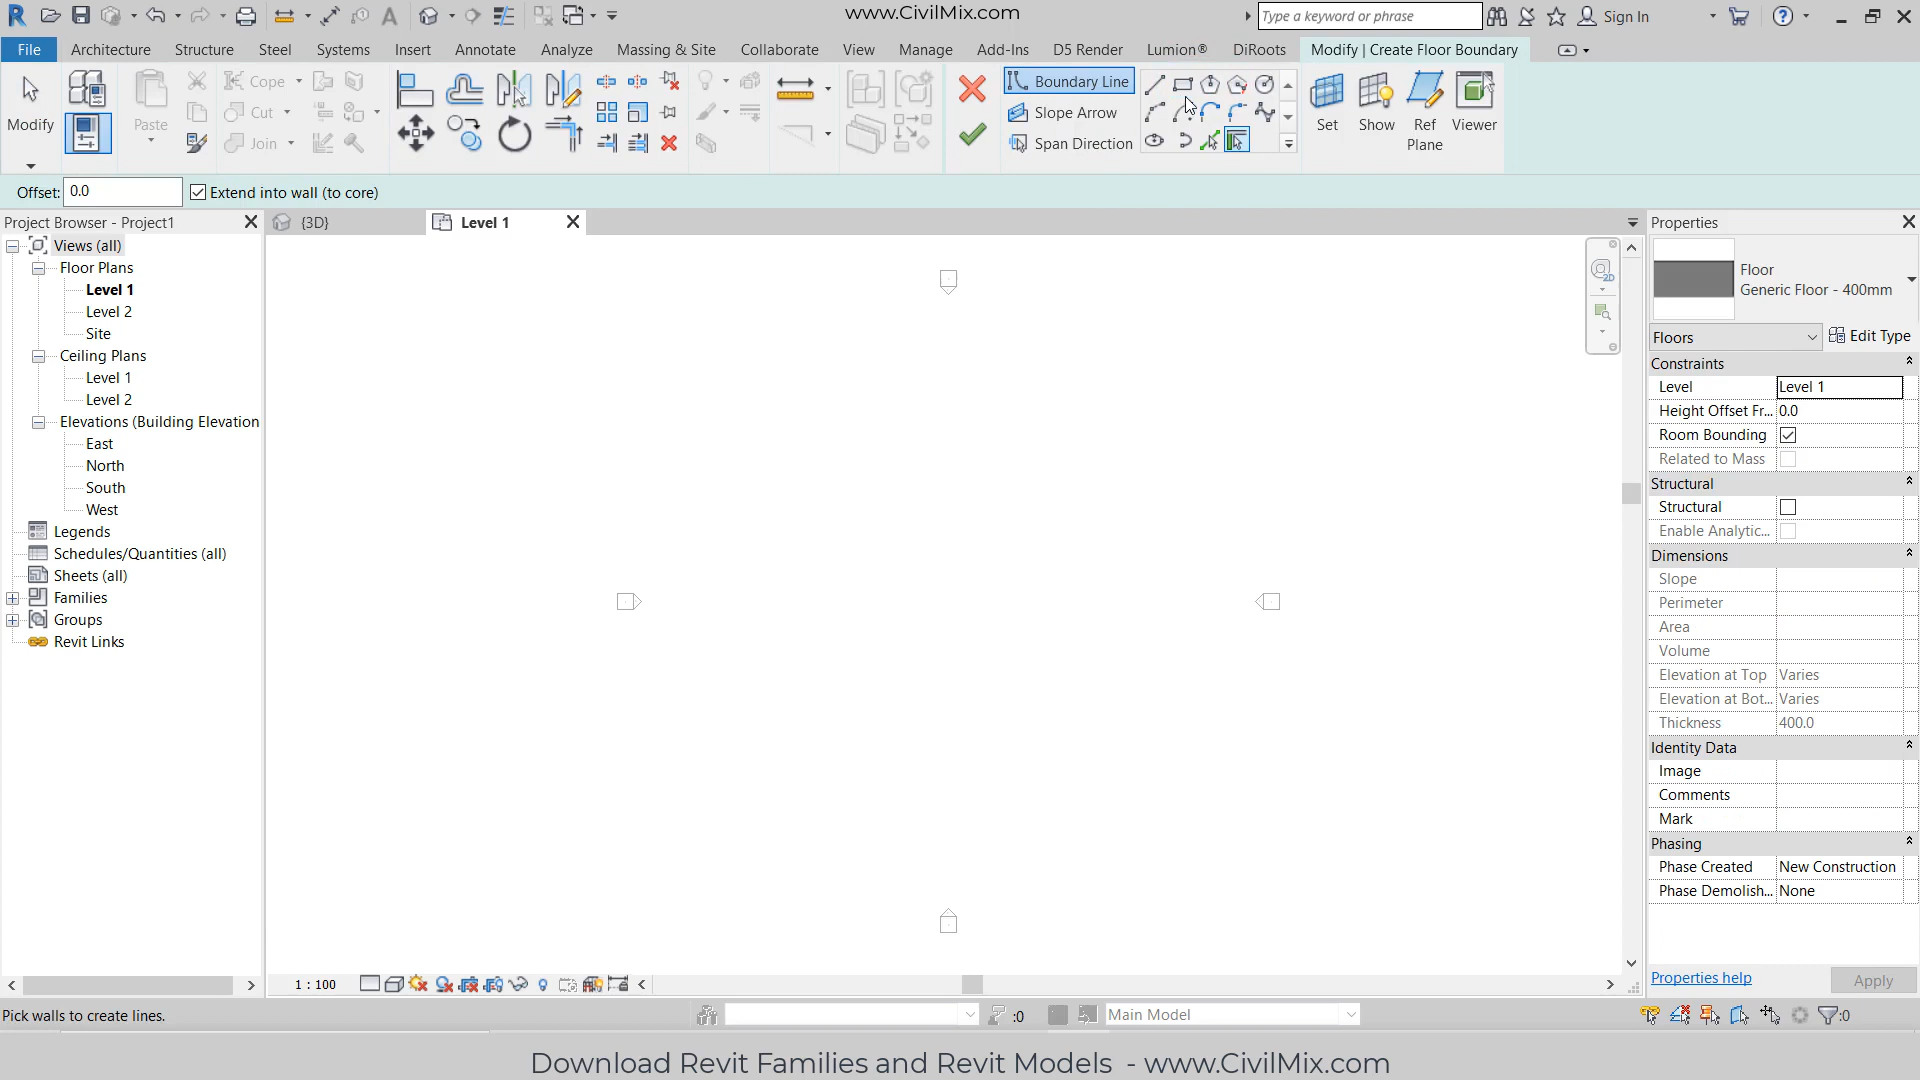 www.CivilMix.com
Type a keyword or phrase
Sign In
File
Architecture
Structure
Steel
Systems
Insert
Annotate
Analyze
Massing & Site
Collaborate
View
Manage
Add-Ins
D5 Render
Lumion®
DiRoots
Modify | Create Floor Boundary
Modify
Paste
Cope
Cut
Join
Boundary Line
Slope Arrow
Span Direction
Set
Show
Ref
Plane
Viewer
Offset: 0.0
Extend into wall (to core)
Project Browser - Project1
Views (all)
Floor Plans
Level 1
Level 2
Site
Ceiling Plans
Level 1
Level 2
Elevations (Building Elevation
East
North
South
West
Legends
Schedules/Quantities (all)
Sheets (all)
Families
Groups
Revit Links
{3D}
Level 1
2D
1 : 100
Properties
Floor
Generic Floor - 400mm
Floors
Edit Type
Constraints
Level Level 1
Height Offset Fr... 0.0
Room Bounding
Related to Mass
Structural
Structural
Enable Analytic...
Dimensions
Slope
Perimeter
Area
Volume
Elevation at Top Varies
Elevation at Bot... Varies
Thickness 400.0
Identity Data
Image
Comments
Mark
Phasing
Phase Created New Construction
Phase Demolish... None
Properties help
Apply
Pick walls to create lines.
:0
Main Model
:0
Download Revit Families and Revit Models - www.CivilMix.com